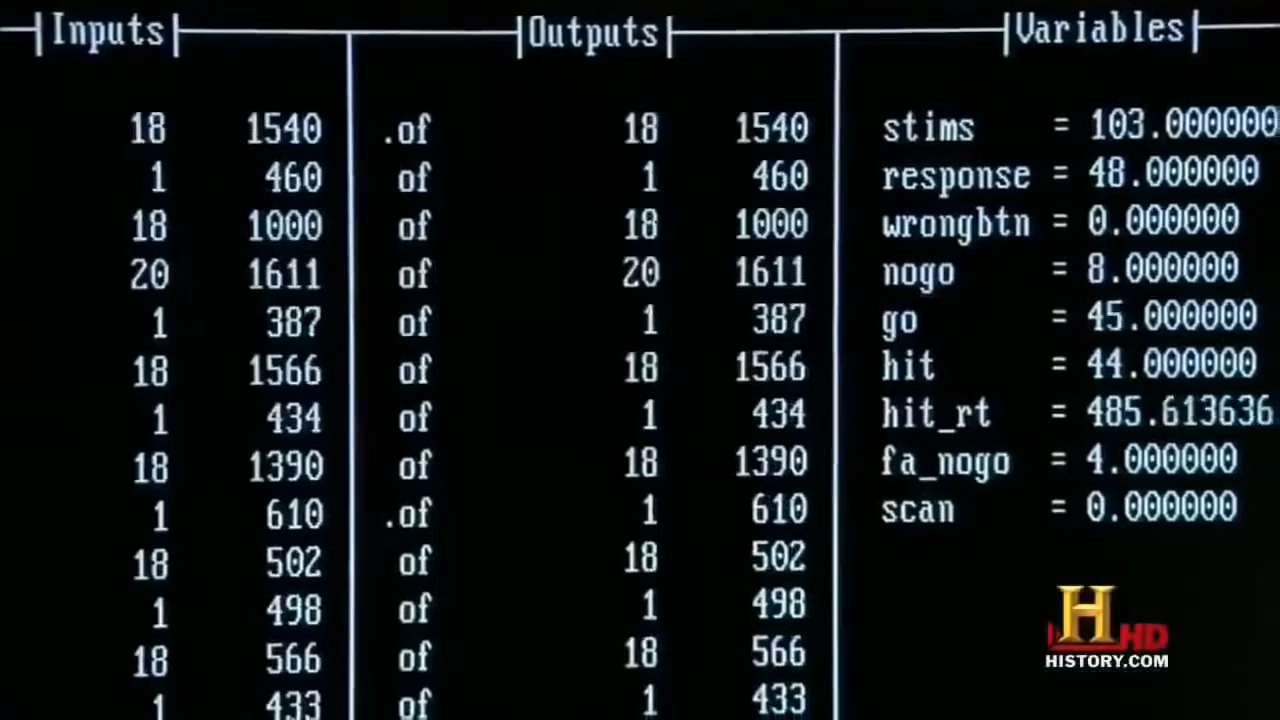 Inputs Outputs Variables
18 1540 .of 18 1540 stims = 103.000000
1 460 of 1 460 response = 48.000000
18 1000 of 18 1000 wrongbtn = 0.000000
20 1611 of 20 1611 nogo = 8.000000
1 387 of 1 387 go = 45.000000
18 1566 of 18 1566 hit = 44.000000
1 434 of 1 434 hit_rt = 485.613636
18 1390 of 18 1390 fa_nogo = 4.000000
1 610 .of 1 610 scan = 0.000000
18 502 of 18 502
1 498 of 1 498
18 566 of 18 566
1 433 of 1 433
H HD
HISTORY.COM